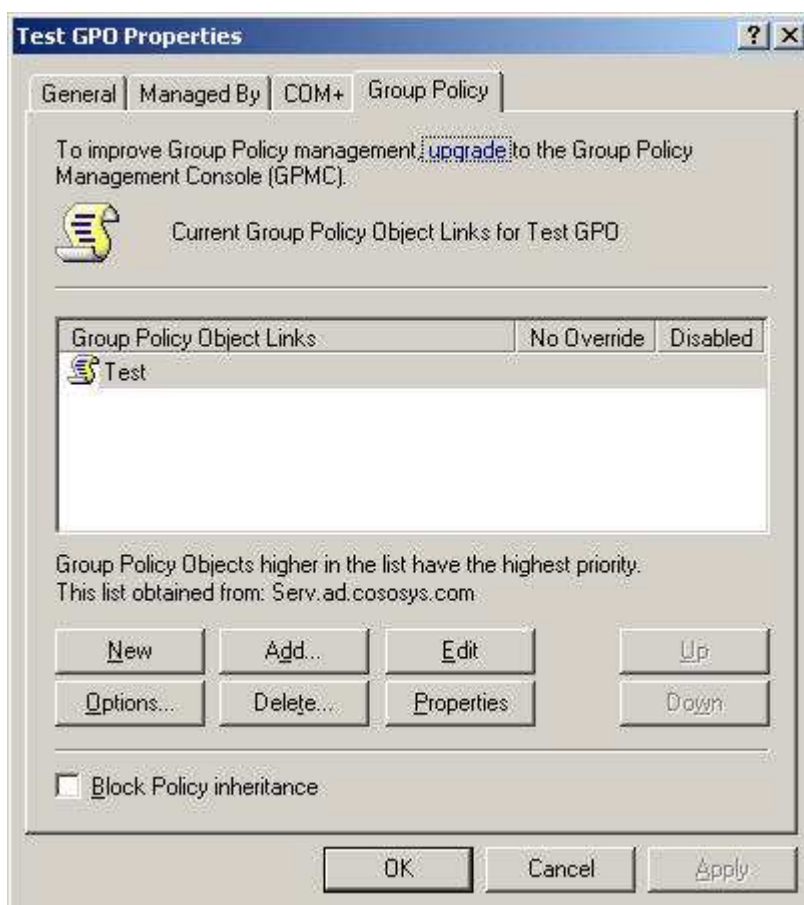 Test GPO Properties
General Managed By COM+ Group Policy
To improve Group Policy management, upgrade to the Group Policy
Management Console (GPMC).
Current Group Policy Object Links for Test GPO
Group Policy Object Links No Override Disabled
Test
Group Policy Objects higher in the list have the highest priority.
This list obtained from: Serv.ad.cososys.com
New Add... Edit Up
Options... Delete... Properties Down
Block Policy inheritance
OK Cancel Apply